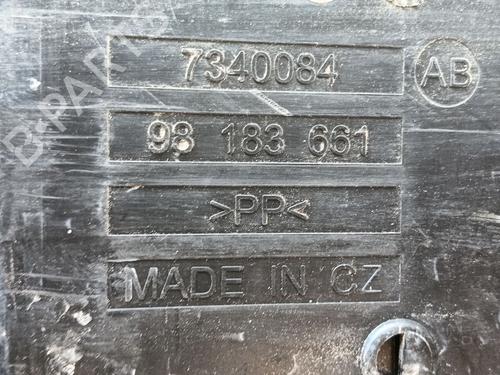 7340084
AB
98 183 661
>PP<
MADE IN CZ
B-PARTS